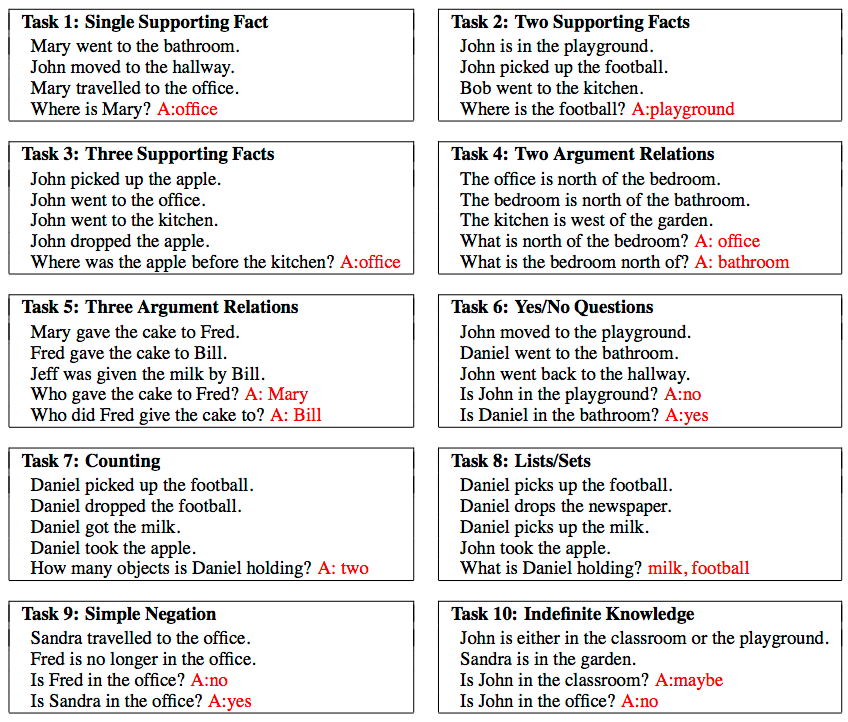 Task 1: Single Supporting Fact
Mary went to the bathroom.
John moved to the hallway.
Mary travelled to the office.
Where is Mary? A:office
Task 2: Two Supporting Facts
John is in the playground.
John picked up the football.
Bob went to the kitchen.
Where is the football? A:playground
Task 3: Three Supporting Facts
John picked up the apple.
John went to the office.
John went to the kitchen.
John dropped the apple.
Where was the apple before the kitchen? A:office
Task 4: Two Argument Relations
The office is north of the bedroom.
The bedroom is north of the bathroom.
The kitchen is west of the garden.
What is north of the bedroom? A: office
What is the bedroom north of? A: bathroom
Task 5: Three Argument Relations
Mary gave the cake to Fred.
Fred gave the cake to Bill.
Jeff was given the milk by Bill.
Who gave the cake to Fred? A: Mary
Who did Fred give the cake to? A: Bill
Task 6: Yes/No Questions
John moved to the playground.
Daniel went to the bathroom.
John went back to the hallway.
Is John in the playground? A:no
Is Daniel in the bathroom? A:yes
Task 7: Counting
Daniel picked up the football.
Daniel dropped the football.
Daniel got the milk.
Daniel took the apple.
How many objects is Daniel holding? A: two
Task 8: Lists/Sets
Daniel picks up the football.
Daniel drops the newspaper.
Daniel picks up the milk.
John took the apple.
What is Daniel holding? milk, football
Task 9: Simple Negation
Sandra travelled to the office.
Fred is no longer in the office.
Is Fred in the office? A:no
Is Sandra in the office? A:yes
Task 10: Indefinite Knowledge
John is either in the classroom or the playground.
Sandra is in the garden.
Is John in the classroom? A:maybe
Is John in the office? A:no